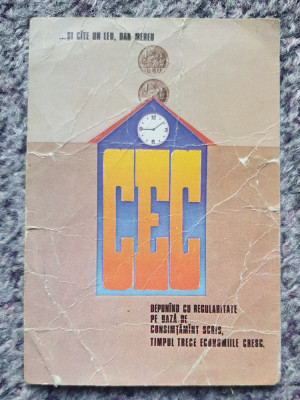 ...ȘI CÎTE UN LEU, DAR MEREU
CEC
DEPUNÎND CU REGULARITATE
PE BAZĂ DE
CONSIMȚĂMÎNT SCRIS,
TIMPUL TRECE ECONOMIILE CRESC.